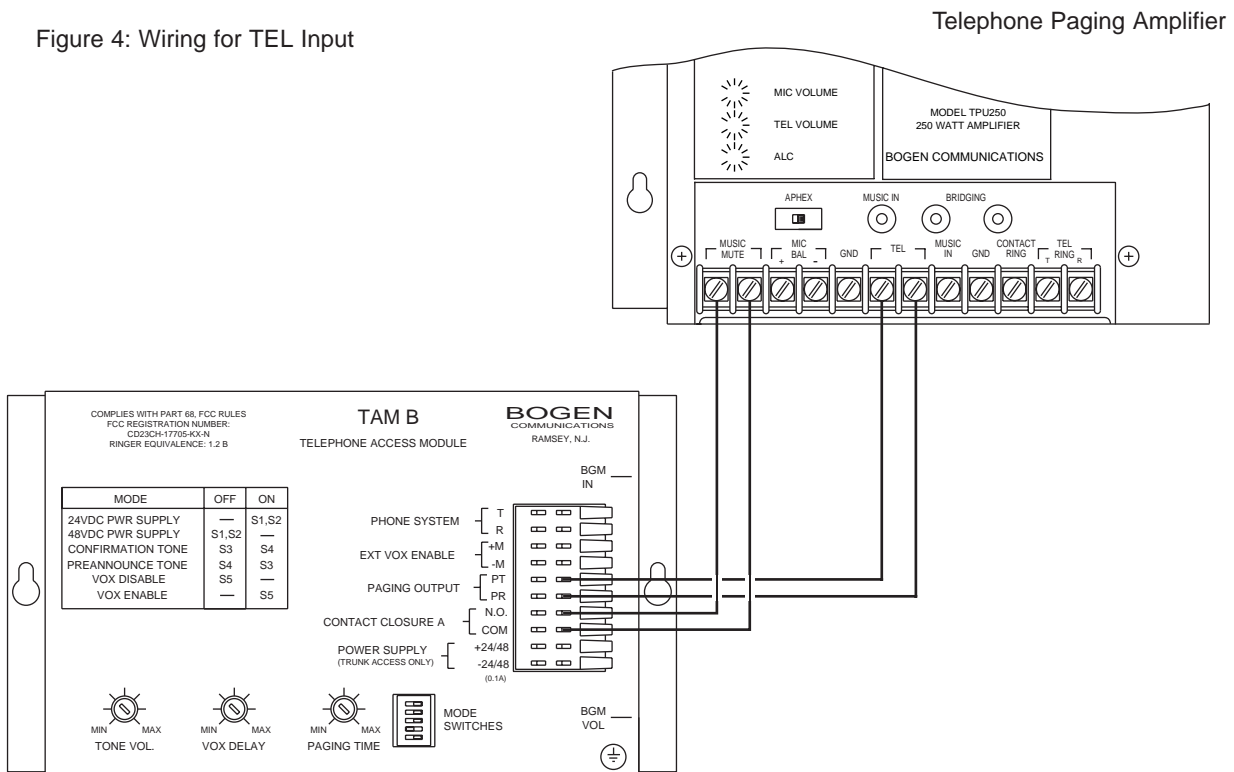 Figure 4: Wiring for TEL Input
Telephone Paging Amplifier
MIC VOLUME
TEL VOLUME
ALC
MODEL TPU250
250 WATT AMPLIFIER
BOGEN COMMUNICATIONS
APHEX
MUSIC IN
BRIDGING
MUSIC
MUTE
MIC
BAL
+ -
GND
TEL
MUSIC
IN
GND
CONTACT
RING
TEL
RING
T R
COMPLIES WITH PART 68, FCC RULES
FCC REGISTRATION NUMBER:
CD23CH-17705-KX-N
RINGER EQUIVALENCE: 1.2 B
TAM B
TELEPHONE ACCESS MODULE
BOGEN
COMMUNICATIONS
RAMSEY, N.J.
BGM
IN
MODE OFF ON
24VDC PWR SUPPLY — S1,S2
48VDC PWR SUPPLY S1,S2 —
CONFIRMATION TONE S3 S4
PREANNOUNCE TONE S4 S3
VOX DISABLE S5 —
VOX ENABLE — S5
PHONE SYSTEM
T
R
EXT VOX ENABLE
+M
-M
PAGING OUTPUT
PT
PR
CONTACT CLOSURE A
N.O.
COM
POWER SUPPLY
(TRUNK ACCESS ONLY)
+24/48
-24/48
(0.1A)
MIN MAX
TONE VOL.
MIN MAX
VOX DELAY
MIN MAX
PAGING TIME
MODE
SWITCHES
BGM
VOL